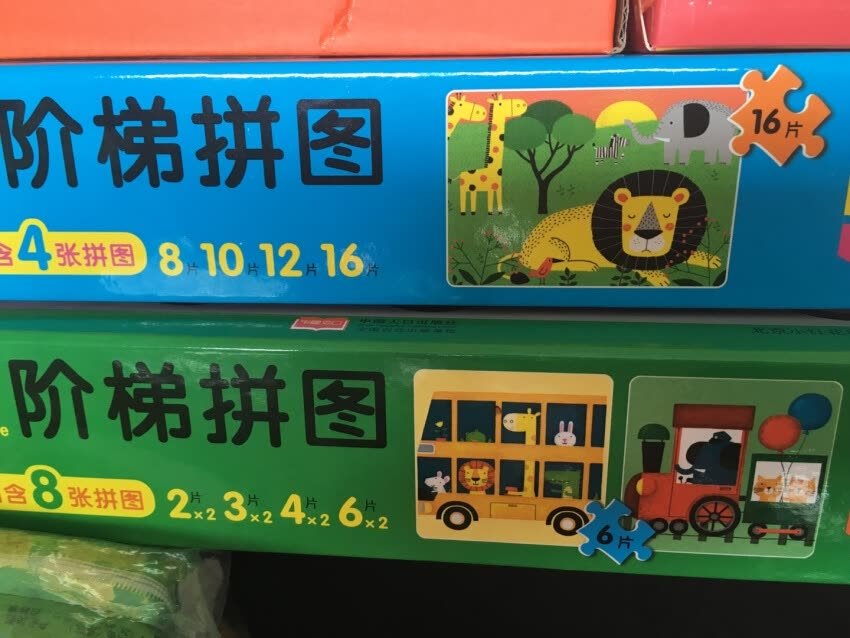 阶梯拼图
16片
含4张拼图
8片 10片 12片 16片
阶梯拼图
e
含8张拼图
2片×2 3片×2 4片×2 6片×2
6片